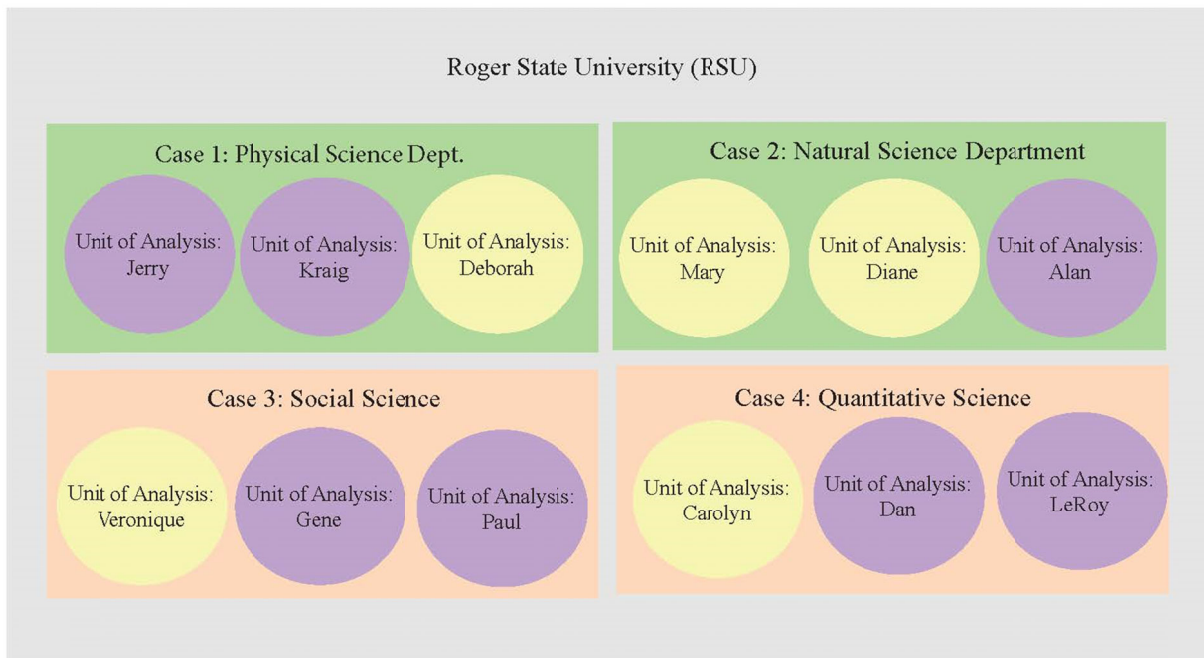 Roger State University (RSU)
Case 1: Physical Science Dept.
Unit of Analysis:
Jerry
Unit of Analysis:
Kraig
Unit of Analysis:
Deborah
Case 2: Natural Science Department
Unit of Analysis:
Mary
Unit of Analysis:
Diane
Unit of Analysis:
Alan
Case 3: Social Science
Unit of Analysis:
Veronique
Unit of Analysis:
Gene
Unit of Analysis:
Paul
Case 4: Quantitative Science
Unit of Analysis:
Carolyn
Unit of Analysis:
Dan
Unit of Analysis:
LeRoy